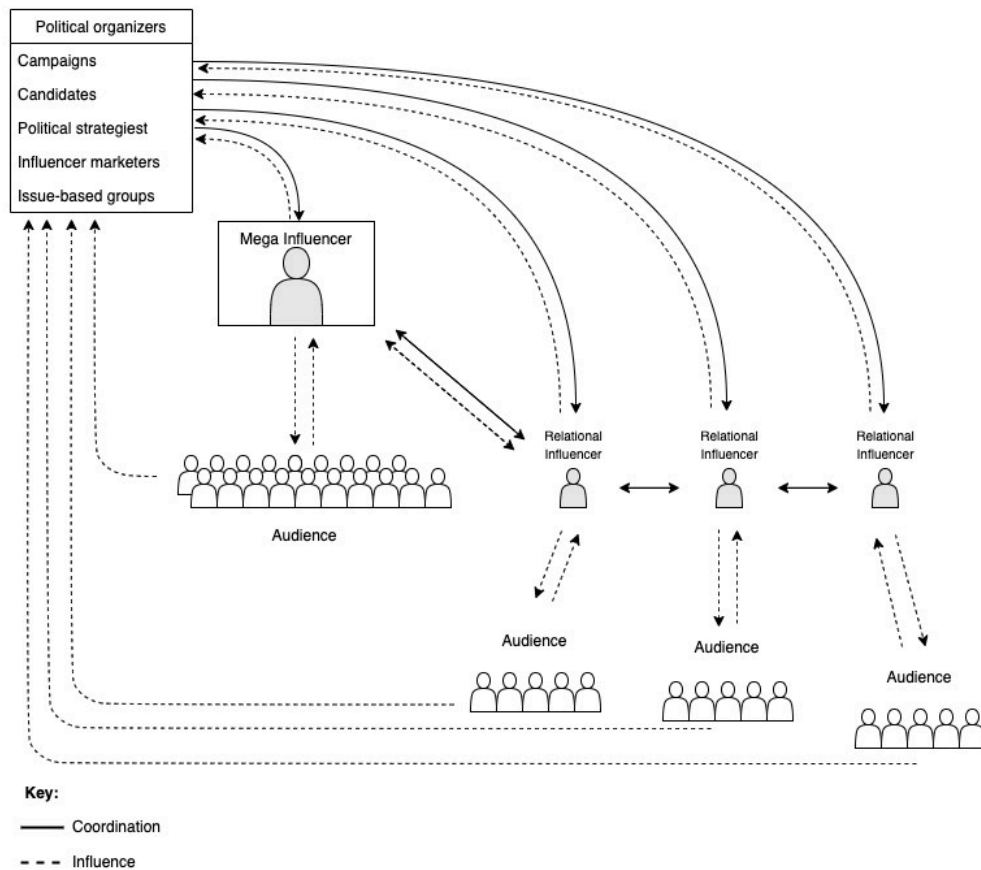 Political organizers
Campaigns
Candidates
Political strategiest
Influencer marketers
Issue-based groups
Mega Influencer
Audience
Relational
Influencer
Relational
Influencer
Relational
Influencer
Audience
Audience
Audience
Key:
Coordination
Influence